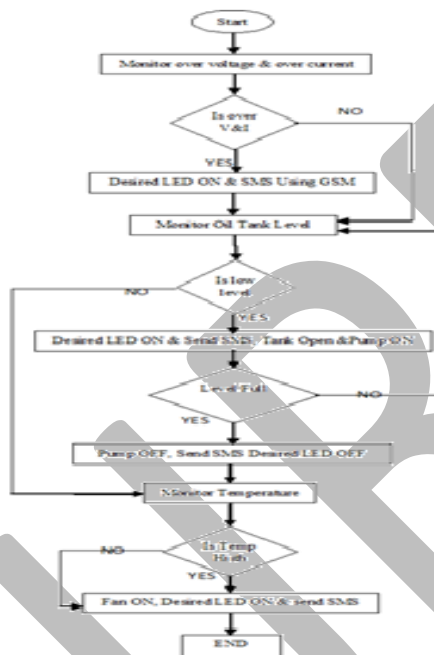 Start
Monitor over voltage & over current
Is over
V&I
NO
YES
Desired LED ON & SMS Using GSM
Monitor Oil Tank Level
Is low
level
NO
YES
Desired LED ON & Send SMS, Tank Open &Pump ON
Level Full
NO
YES
Pump OFF, Send SMS Desired LED OFF
Monitor Temperature
Is Temp
High
NO
YES
Fan ON, Desired LED ON & send SMS
END